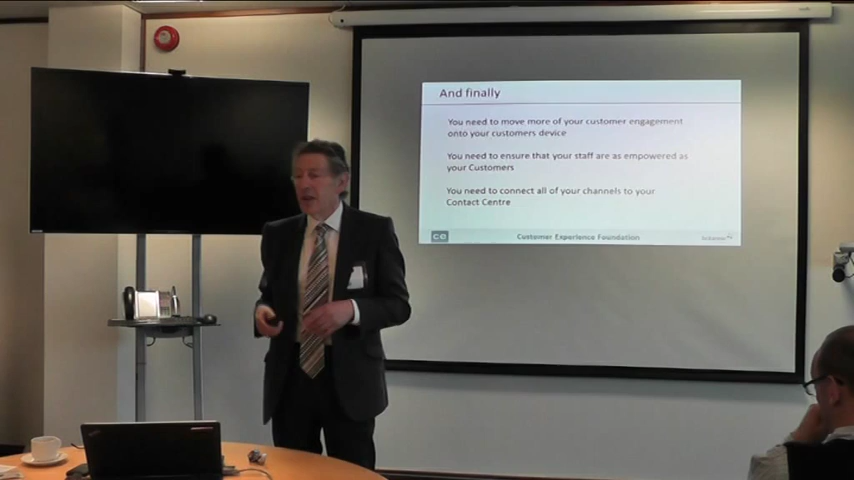 And finally
You need to move more of your customer engagement
onto your customers device
You need to ensure that your staff are as empowered as
your Customers
You need to connect all of your channels to your
Contact Centre
ce
Customer Experience Foundation